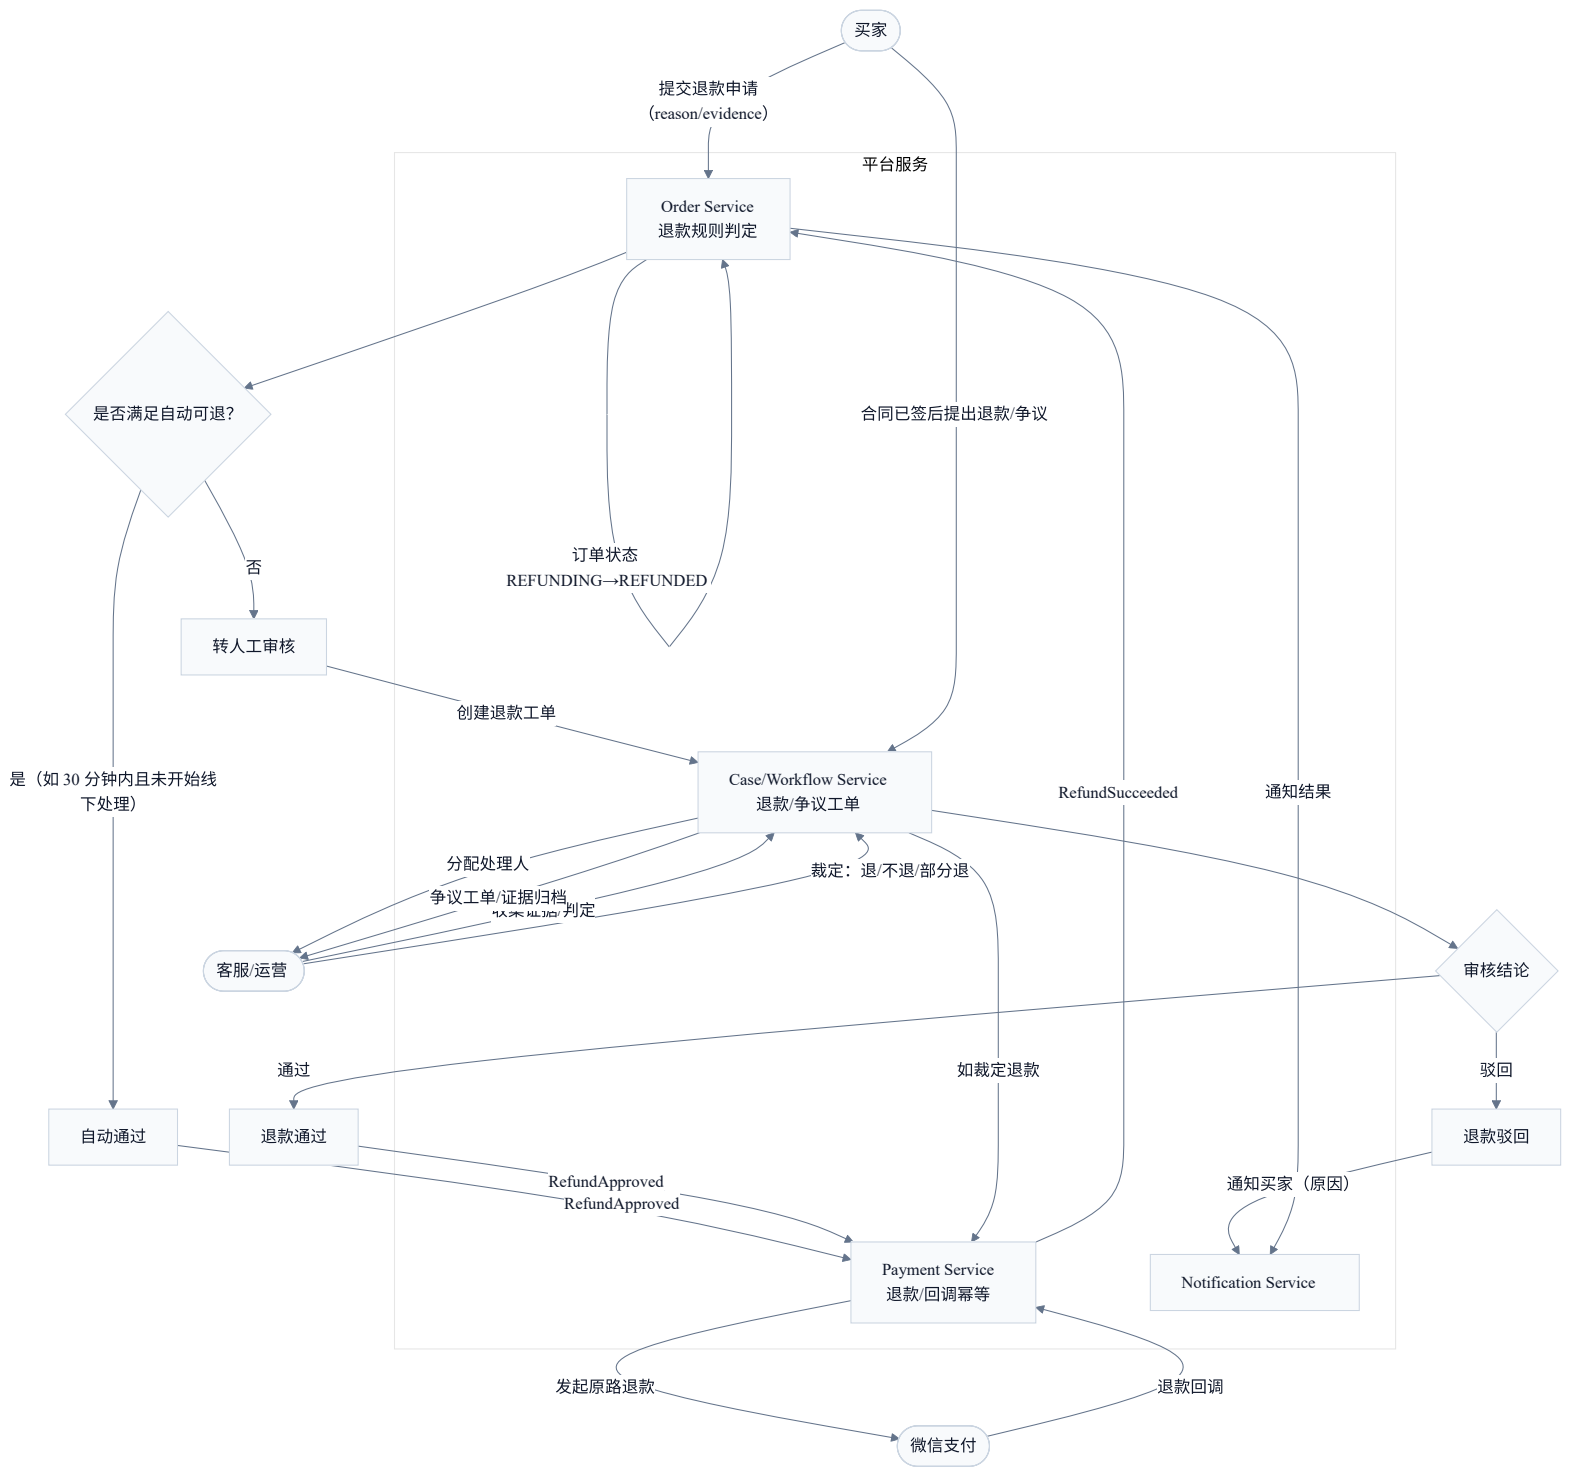 买家
提交退款申请
（reason/evidence）
平台服务
Order Service
退款规则判定
是否满足自动可退？
合同已签后提出退款/争议
订单状态
REFUNDING→REFUNDED
否
转人工审核
创建退款工单
是（如 30 分钟内且未开始线
下处理）
Case/Workflow Service
退款/争议工单
RefundSucceeded
通知结果
分配处理人
裁定：退/不退/部分退
争议工单/证据归档
收集证据/判定
客服/运营
审核结论
通过
如裁定退款
驳回
自动通过
退款通过
退款驳回
RefundApproved
通知买家（原因）
RefundApproved
Payment Service
退款/回调幂等
Notification Service
发起原路退款
退款回调
微信支付